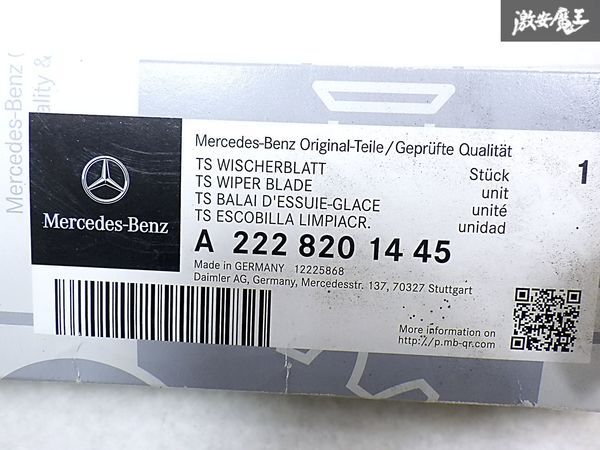 激安魔王
Mercedes-Benz (
ality &
Mercedes-Benz
Mercedes-Benz Original-Teile/Geprüfte Qualität
TS WISCHERBLATT Stück 1
TS WIPER BLADE unit
TS BALAI D'ESSUIE-GLACE unité
TS ESCOBILLA LIMPIACR. unidad
A 222 820 14 45
Made in GERMANY 12225868
Daimler AG, Germany, Mercedesstr. 137, 70327 Stuttgart
More information on
http://p.mb-qr.com/